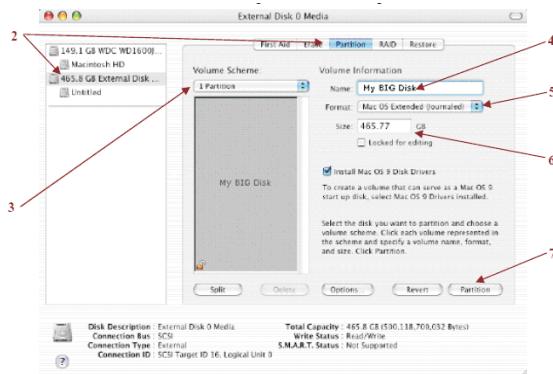 External Disk 0 Media
2
First Aid
Erase
Partition
RAID
Restore
4
149.1 GB WDC WD1600J...
Macintosh HD
465.8 GB External Disk ...
Untitled
Volume Scheme:
1 Partition
My BIG Disk
3
Volume Information
Name: My BIG Disk
Format: Mac OS Extended (Journaled)
5
Size: 465.77 GB
Locked for editing
6
Install Mac OS 9 Disk Drivers
To create a volume that can serve as a Mac OS 9
start up disk, select Mac OS 9 Drivers installed.
Select the disk you want to partition and choose a
volume scheme. Click each volume represented in
the scheme and specify a volume name, format,
and size. Click Partition.
7
Split
Delete
Options...
Revert
Partition
Disk Description : External Disk 0 Media
Connection Bus : SCSI
Connection Type : External
Connection ID : SCSI Target ID 16, Logical Unit 0
Total Capacity : 465.8 GB (500,118,700,032 Bytes)
Write Status : Read/Write
S.M.A.R.T. Status : Not Supported
?